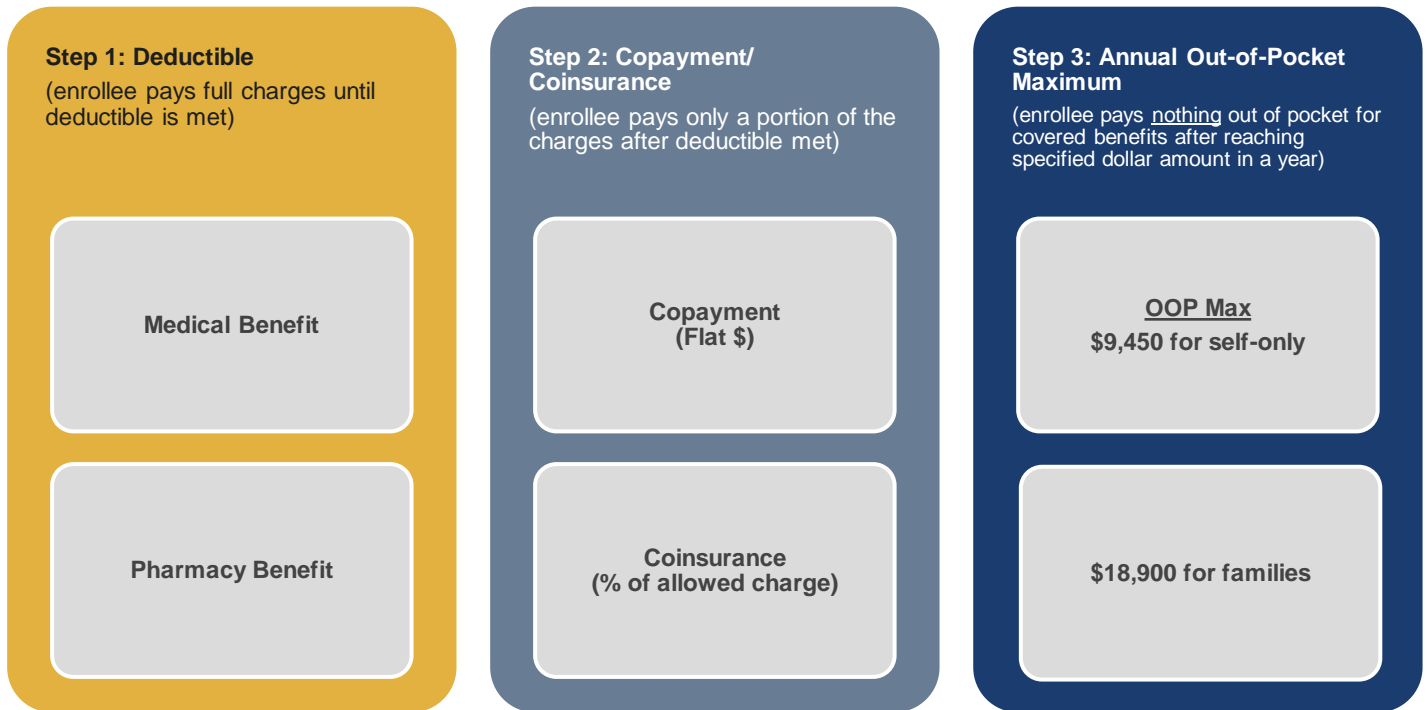 Step 1: Deductible
(enrollee pays full charges until
deductible is met)
Medical Benefit
Pharmacy Benefit
Step 2: Copayment/
Coinsurance
(enrollee pays only a portion of the
charges after deductible met)
Copayment
(Flat $)
Coinsurance
(% of allowed charge)
Step 3: Annual Out-of-Pocket
Maximum
(enrollee pays nothing out of pocket for
covered benefits after reaching
specified dollar amount in a year)
OOP Max
$9,450 for self-only
$18,900 for families